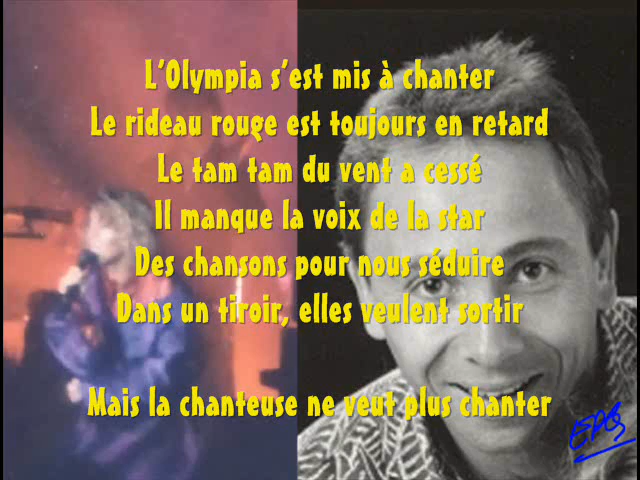 L'Olympia s'est mis à chanter
Le rideau rouge est toujours en retard
Le tam tam du vent a cessé
Il manque la voix de la star
Des chansons pour nous séduire
Dans un tiroir, elles veulent sortir
Mais la chanteuse ne veut plus chanter